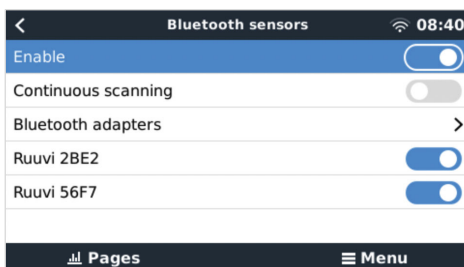 Bluetooth sensors 08:40
Enable
Continuous scanning
Bluetooth adapters
Ruuvi 2BE2
Ruuvi 56F7
Pages Menu